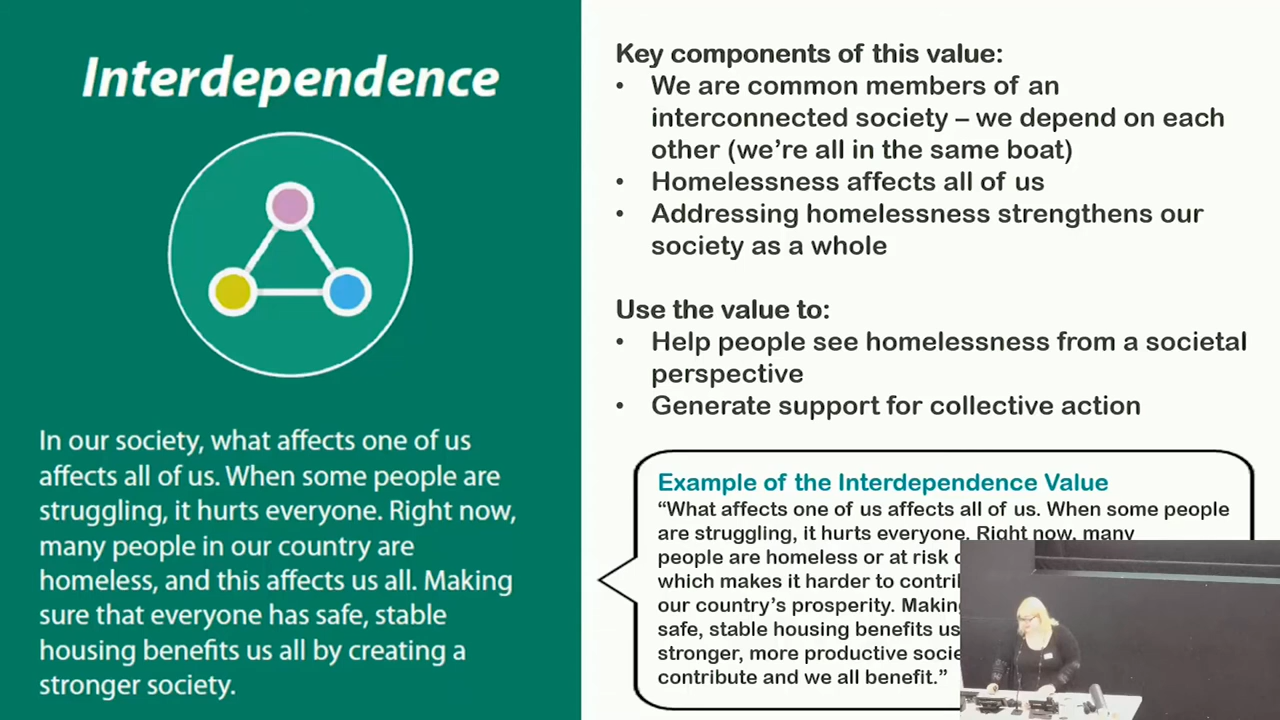 Interdependence
In our society, what affects one of us
affects all of us. When some people are
struggling, it hurts everyone. Right now,
many people in our country are
homeless, and this affects us all. Making
sure that everyone has safe, stable
housing benefits us all by creating a
stronger society.
Key components of this value:
• We are common members of an
interconnected society – we depend on each
other (we’re all in the same boat)
• Homelessness affects all of us
• Addressing homelessness strengthens our
society as a whole
Use the value to:
• Help people see homelessness from a societal
perspective
• Generate support for collective action
Example of the Interdependence Value
“What affects one of us affects all of us. When some people
are struggling, it hurts everyone. Right now, many
people are homeless or at risk
which makes it harder to
our country’s prosperity.
safe, stable housing benefits us
stronger, more productive
contribute and we all benefit.”